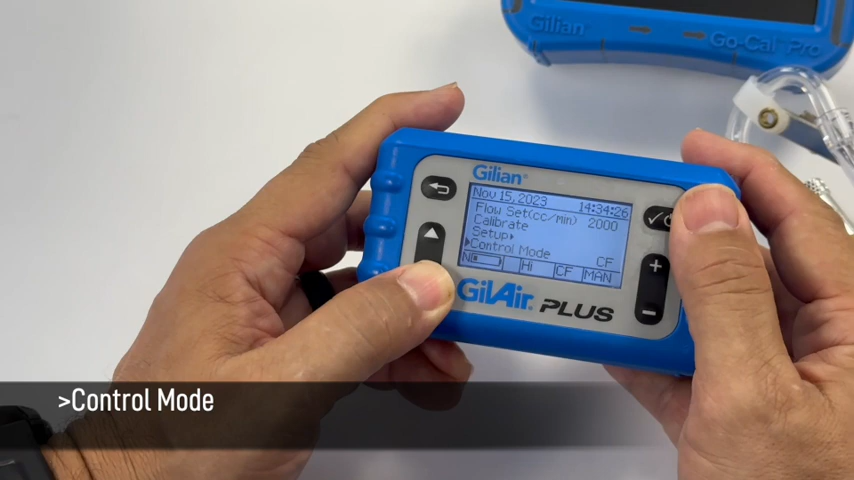 Gilian®
Go-Cal Pro
Gilian®
Nov 15,2023 14:34:26
Flow Set(cc/min) 2000
Calibrate
Setup
Control Mode CF
N Hi CF MAN
GilAir PLUS
>Control Mode